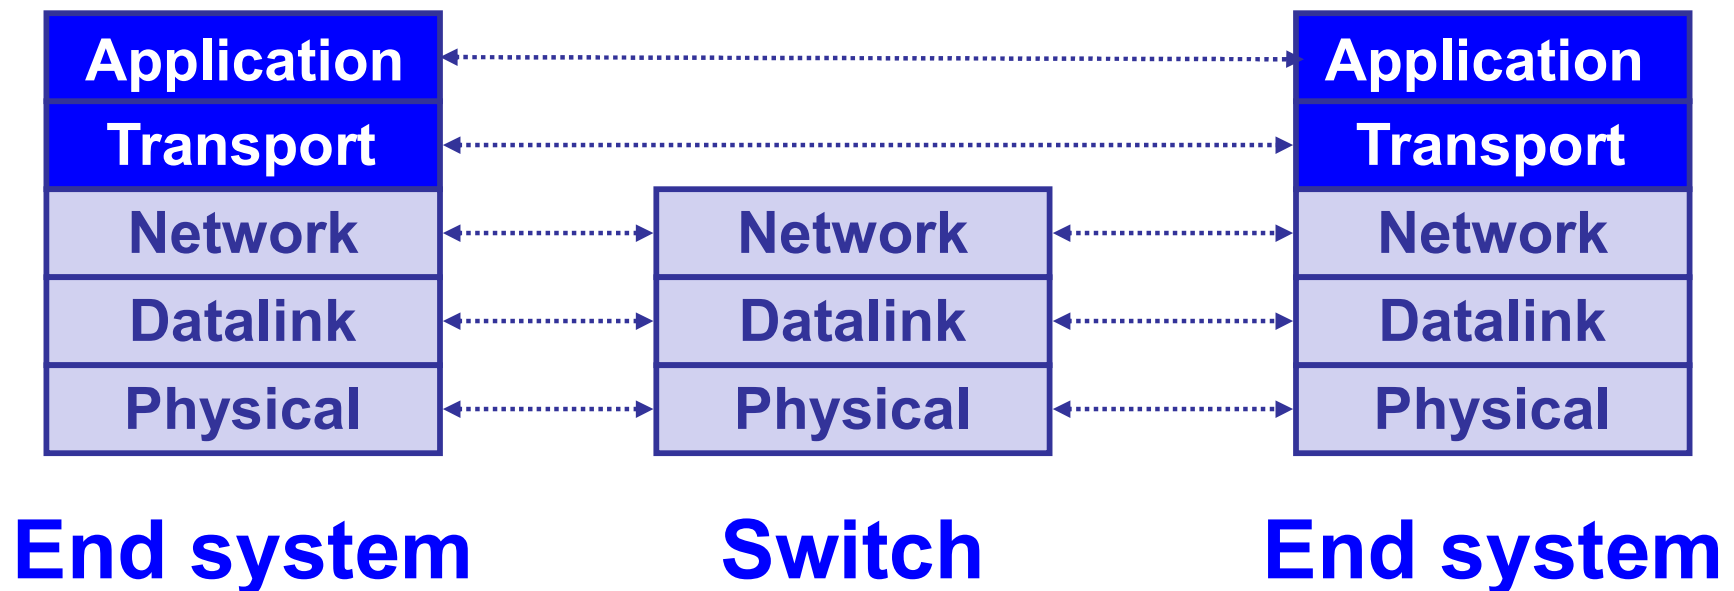 Application Application
Transport Transport
Network Network Network
Datalink Datalink Datalink
Physical Physical Physical
End system Switch End system